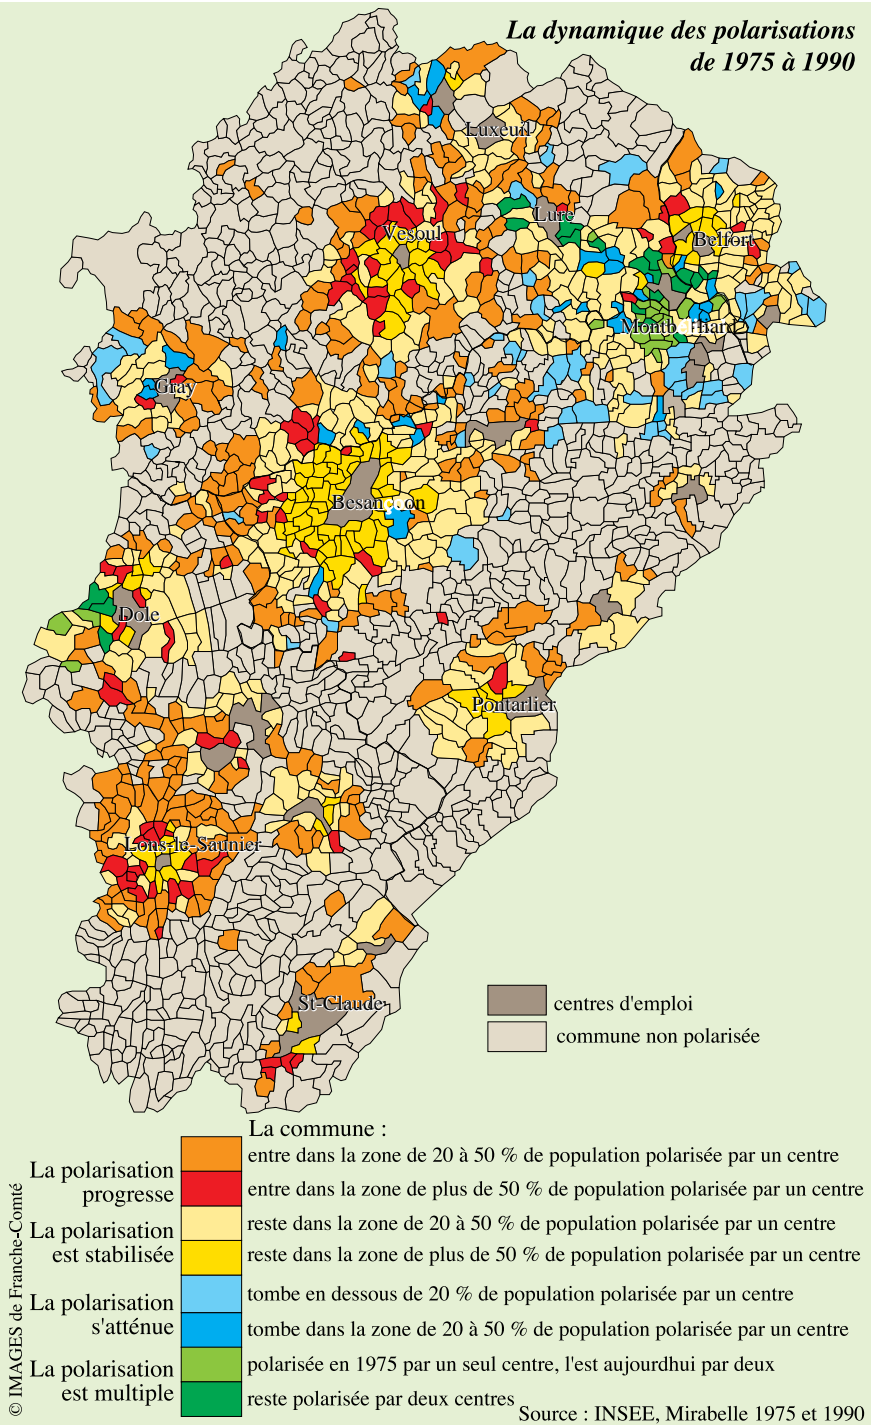 La dynamique des polarisations
de 1975 à 1990
Luxeuil
Lure
Vesoul
Belfort
Montbéliard
Gray
Besançon
Dole
Pontarlier
Lons-le-Saunier
St-Claude
centres d'emploi
commune non polarisée
La commune :
La polarisation
progresse
entre dans la zone de 20 à 50 % de population polarisée par un centre
entre dans la zone de plus de 50 % de population polarisée par un centre
La polarisation
est stabilisée
reste dans la zone de 20 à 50 % de population polarisée par un centre
reste dans la zone de plus de 50 % de population polarisée par un centre
La polarisation
s'atténue
tombe en dessous de 20 % de population polarisée par un centre
tombe dans la zone de 20 à 50 % de population polarisée par un centre
La polarisation
est multiple
polarisée en 1975 par un seul centre, l'est aujourdhui par deux
reste polarisée par deux centres
Source : INSEE, Mirabelle 1975 et 1990
© IMAGES de Franche-Comté